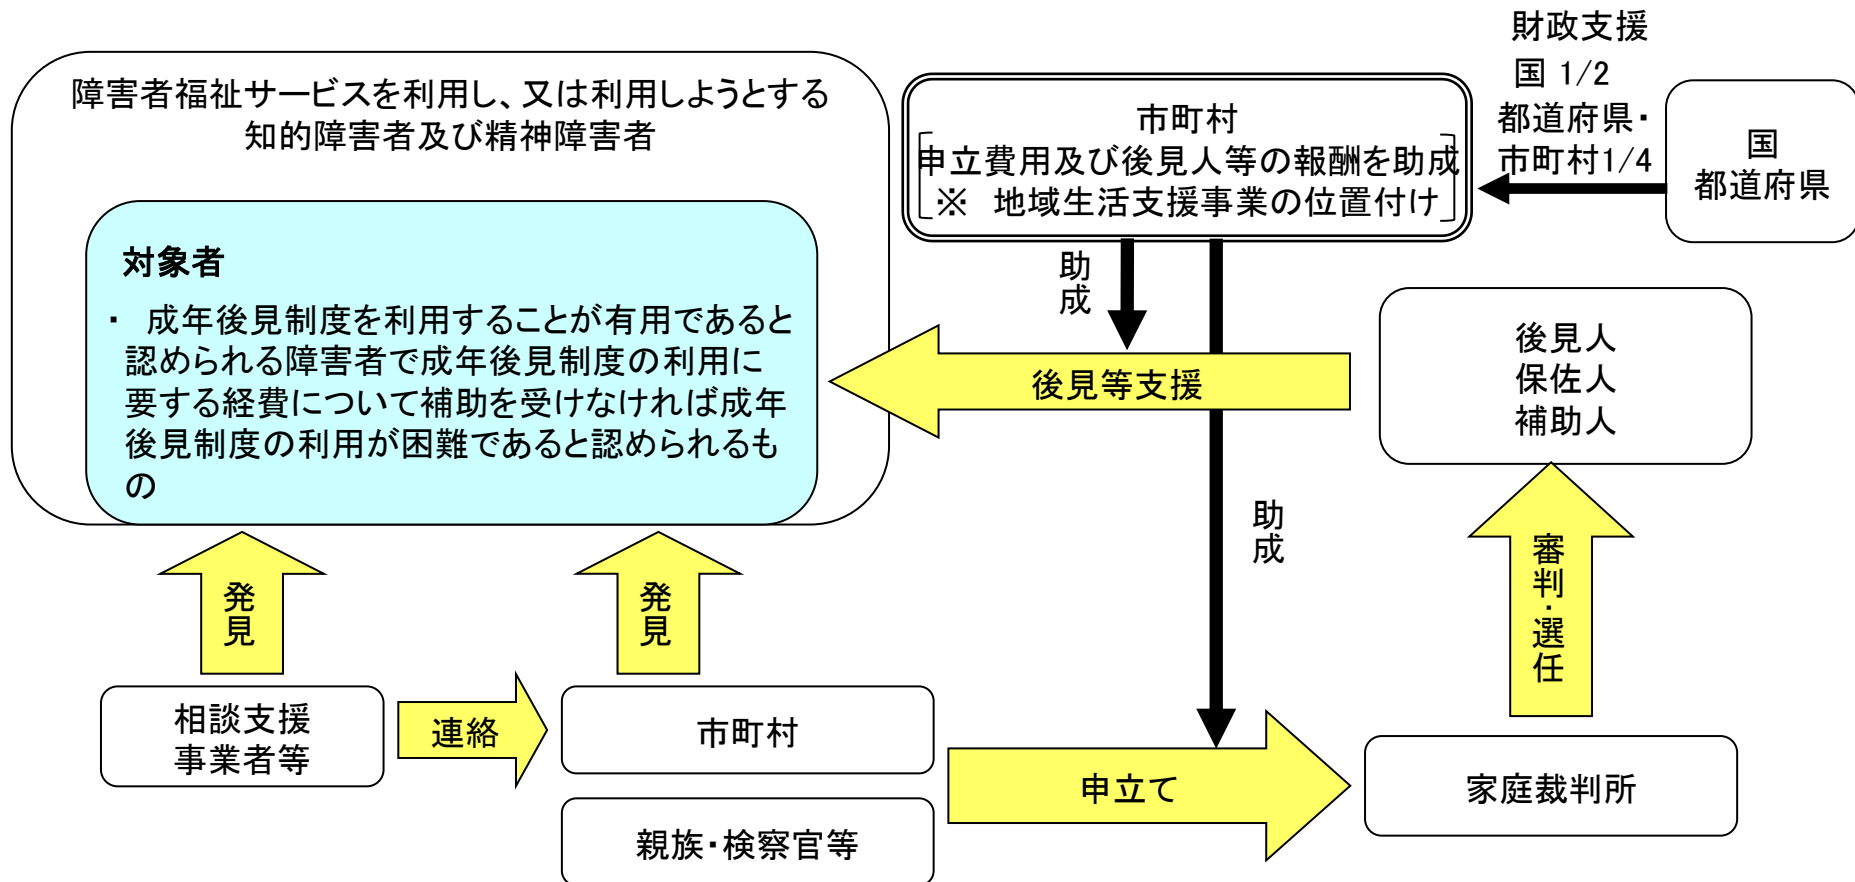 財政支援
国 1/2
都道府県・
市町村1/4
障害者福祉サービスを利用し、又は利用しようとする
知的障害者及び精神障害者
市町村
申立費用及び後見人等の報酬を助成
※ 地域生活支援事業の位置付け
国
都道府県
対象者
・ 成年後見制度を利用することが有用であると
認められる障害者で成年後見制度の利用に
要する経費について補助を受けなければ成年
後見制度の利用が困難であると認められるも
の
助成
後見等支援
後見人
保佐人
補助人
助成
発見
発見
審判・選任
相談支援
事業者等
連絡
市町村
申立て
家庭裁判所
親族・検察官等